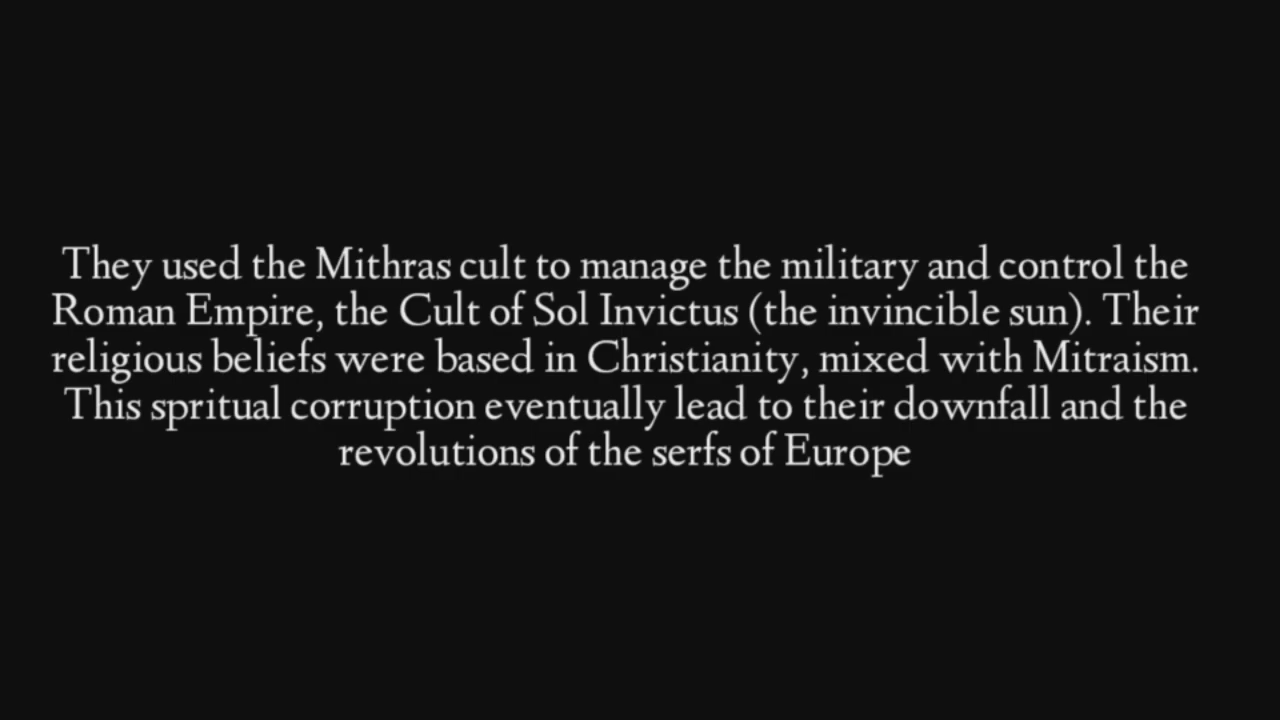 They used the Mithras cult to manage the military and control the
Roman Empire, the Cult of Sol Invictus (the invincible sun). Their
religious beliefs were based in Christianity, mixed with Mitraism.
This spritual corruption eventually lead to their downfall and the
revolutions of the serfs of Europe